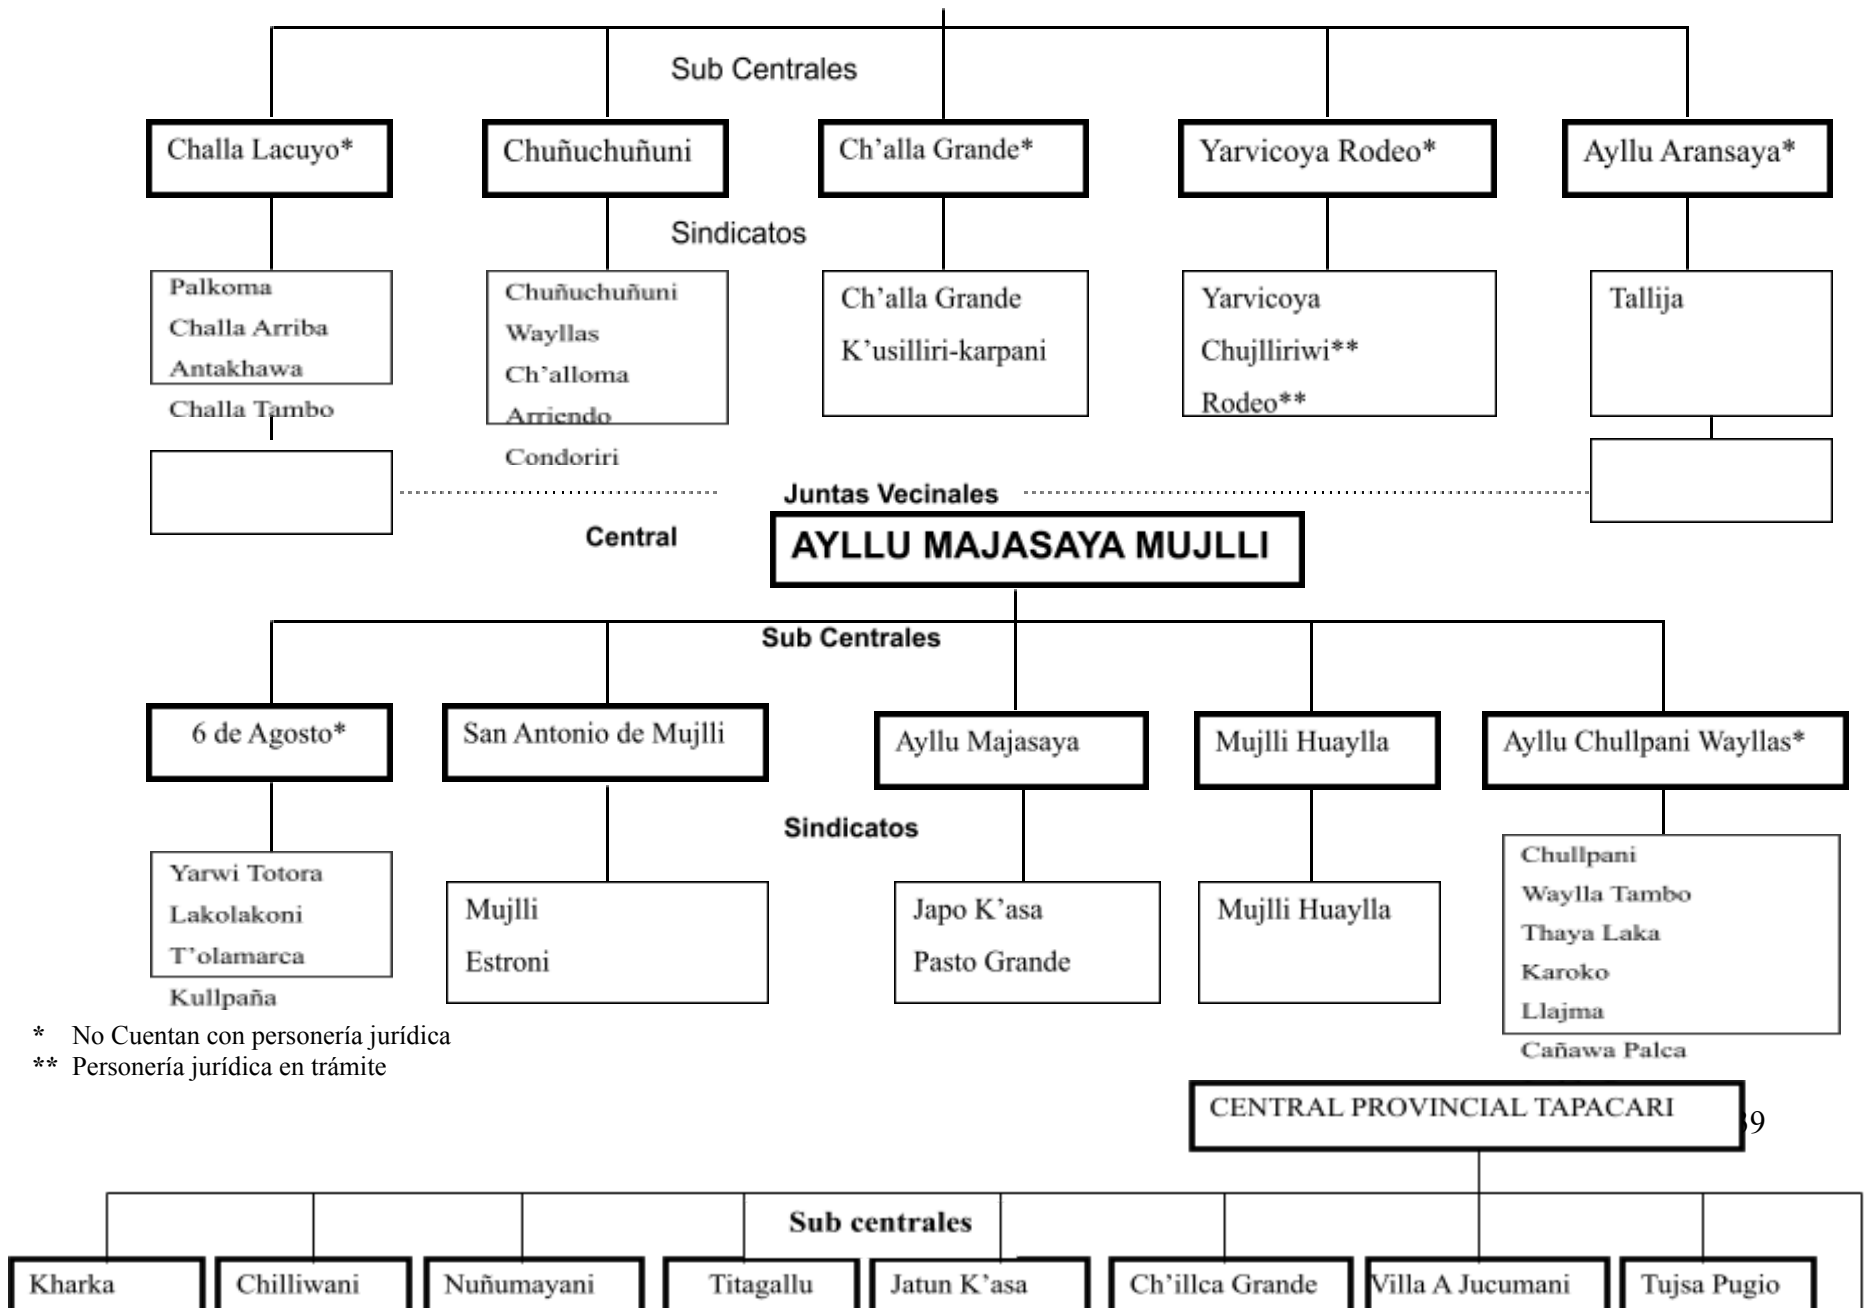 Sub Centrales
Challa Lacuyo*
Chuñuchuñuni
Ch'alla Grande*
Yarvicoya Rodeo*
Ayllu Aransaya*
Sindicatos
Palkoma
Challa Arriba
Antakhawa
Challa Tambo
Chuñuchuñuni
Wayllas
Ch'alloma
Arriendo
Condoriri
Ch'alla Grande
K'usilliri-karpani
Yarvicoya
Chujlliriwi**
Rodeo**
Tallija
Juntas Vecinales
Central
AYLLU MAJASAYA MUJLLI
Sub Centrales
6 de Agosto*
San Antonio de Mujlli
Ayllu Majasaya
Mujlli Huaylla
Ayllu Chullpani Wayllas*
Sindicatos
Yarwi Totora
Lakolakoni
T'olamarca
Kullpaña
Mujlli
Estroni
Japo K'asa
Pasto Grande
Mujlli Huaylla
Chullpani
Waylla Tambo
Thaya Laka
Karoko
Llajma
Cañawa Palca
* No Cuentan con personería jurídica
** Personería jurídica en trámite
CENTRAL PROVINCIAL TAPACARI
Sub centrales
Kharka
Chilliwani
Nuñumayani
Titagallu
Jatun K'asa
Ch'illca Grande
Villa A Jucumani
Tujsa Pugio